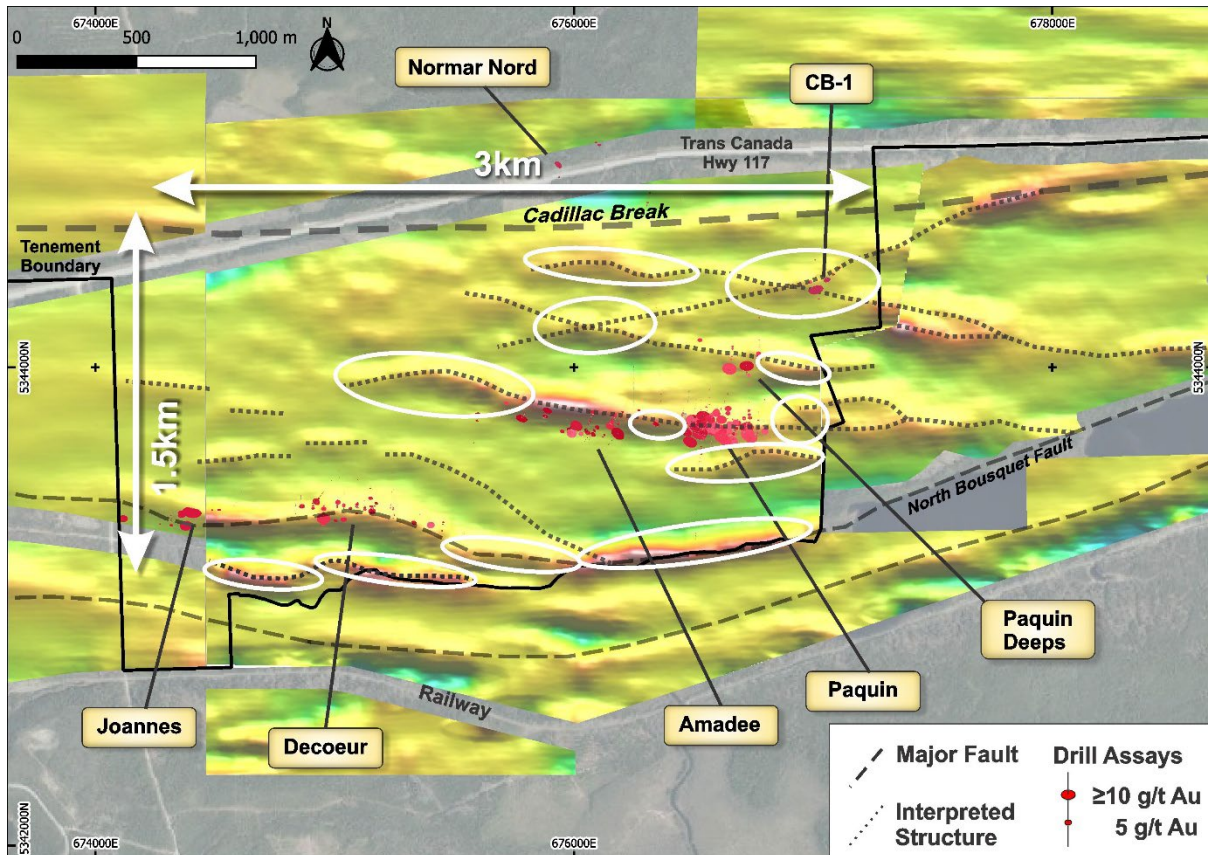 674000E
676000E
678000E
0 500 1,000 m
N
Normar Nord
CB-1
Trans Canada
Hwy 117
3km
Cadillac Break
Tenement
Boundary
5344000N
5344000N
1.5km
North Bousquet Fault
Paquin
Deeps
Paquin
Amadee
Railway
Joannes
Decoeur
Major Fault
Interpreted
Structure
Drill Assays
≥10 g/t Au
5 g/t Au
5342000N
674000E
676000E